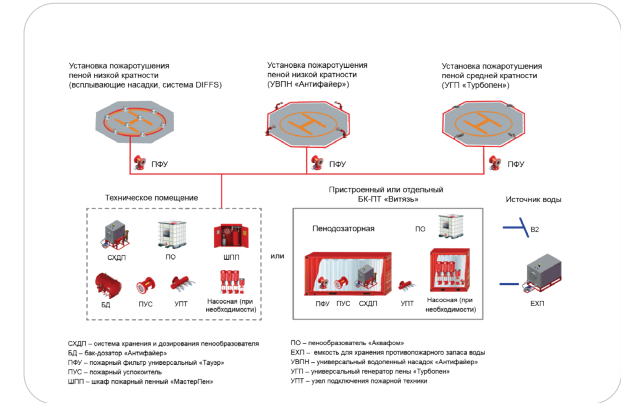 Установка пожаротушения
пеной низкой кратности
(всплывающие насадки, система DIFFS)
Установка пожаротушения
пеной низкой кратности
(УВПН «Антифайер»)
Установка пожаротушения
пеной средней кратности
(УГП «Турбопен»)
ПФУ
ПФУ
ПФУ
Техническое помещение
СХДП
ПО
ШПП
БД
ПУС
УПТ
Насосная (при
необходимости)
или
Пристроенный или отдельный
БК-ПТ «Витязь»
Пенодозаторная
ПО
ПФУ
ПУС
СХДП
УПТ
Насосная (при
необходимости)
Источник воды
В2
ЕХП
СХДП – система хранения и дозирования пенообразователя
БД – бак-дозатор «Антифайер»
ПФУ – пожарный фильтр универсальный «Тауэр»
ПУС – пожарный успокоитель
ШПП – шкаф пожарный пенный «МастерПен»
ПО – пенообразователь «Аквафом»
ЕХП – емкость для хранения противопожарного запаса воды
УВПН – универсальный водопенный насадок «Антифайер»
УГП – универсальный генератор пены «Турбопен»
УПТ – узел подключения пожарной техники